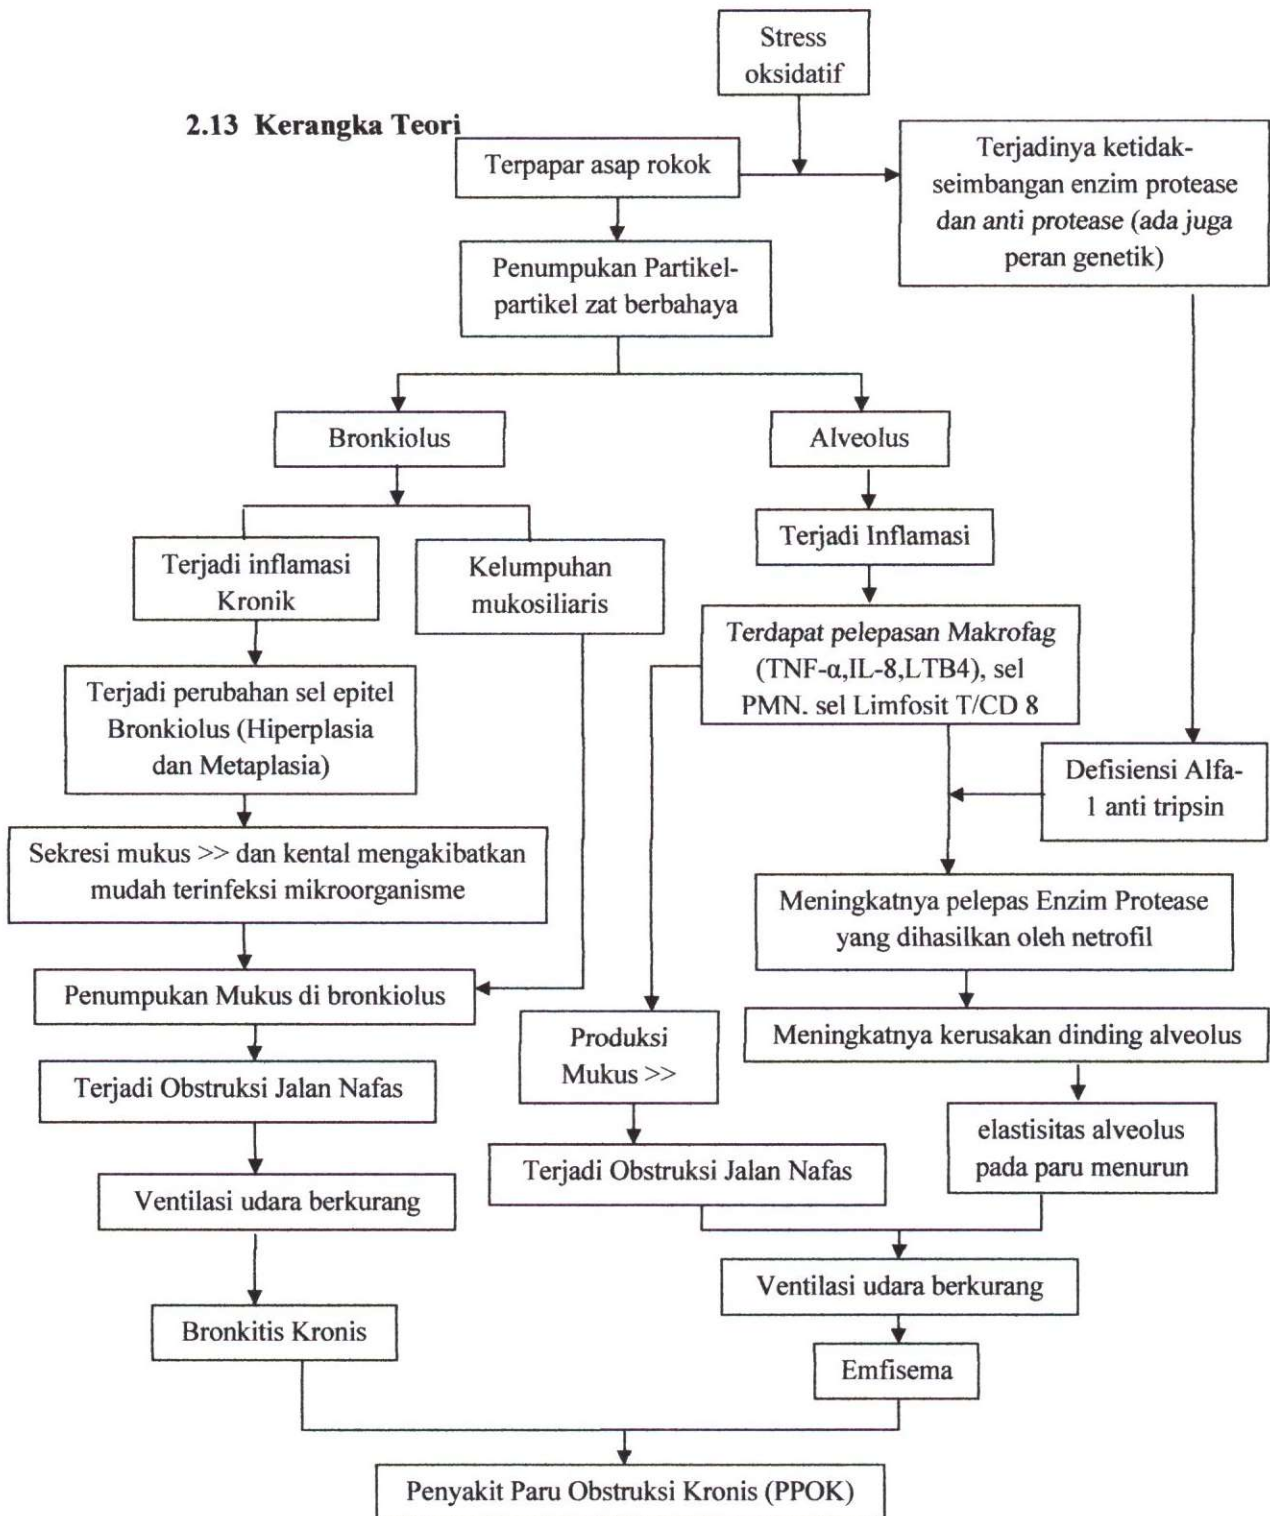 Stress
oksidatif
2.13 Kerangka Teori
Terpapar asap rokok
Terjadinya ketidak-
seimbangan enzim protease
dan anti protease (ada juga
peran genetik)
Penumpukan Partikel-
partikel zat berbahaya
Bronkiolus
Alveolus
Terjadi inflamasi
Kronik
Kelumpuhan
mukosiliaris
Terjadi Inflamasi
Terdapat pelepasan Makrofag
(TNF-α,IL-8,LTB4), sel
PMN. sel Limfosit T/CD 8
Terjadi perubahan sel epitel
Bronkiolus (Hiperplasia
dan Metaplasia)
Defisiensi Alfa-
1 anti tripsin
Sekresi mukus >> dan kental mengakibatkan
mudah terinfeksi mikroorganisme
Meningkatnya pelepas Enzim Protease
yang dihasilkan oleh netrofil
Penumpukan Mukus di bronkiolus
Produksi
Mukus >>
Meningkatnya kerusakan dinding alveolus
Terjadi Obstruksi Jalan Nafas
elastisitas alveolus
pada paru menurun
Terjadi Obstruksi Jalan Nafas
Ventilasi udara berkurang
Ventilasi udara berkurang
Bronkitis Kronis
Emfisema
Penyakit Paru Obstruksi Kronis (PPOK)